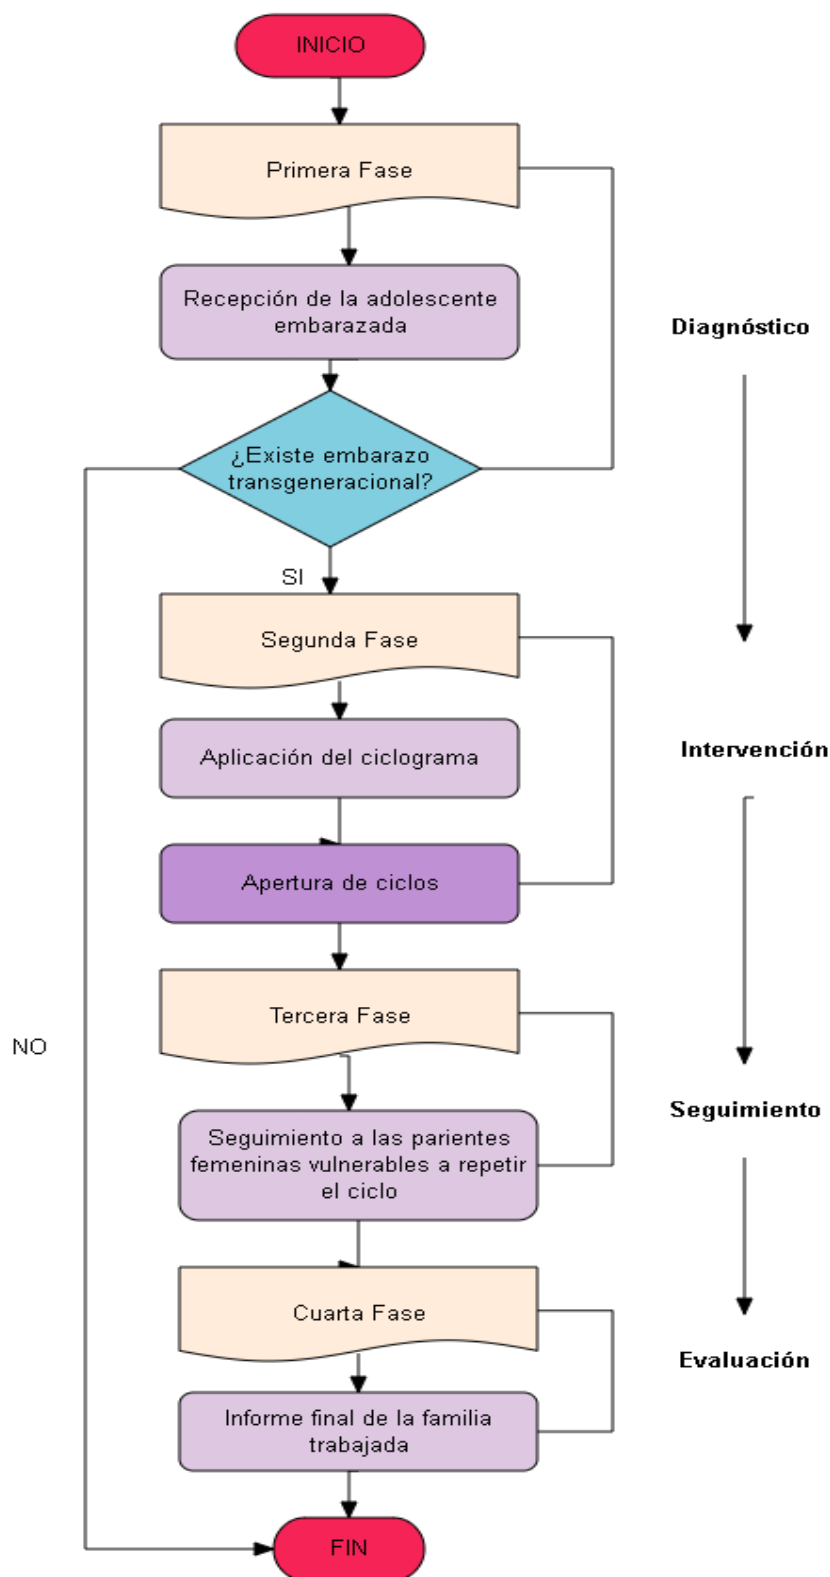 INICIO
Primera Fase
Recepción de la adolescente
embarazada
Diagnóstico
¿Existe embarazo
transgeneracional?
SI
Segunda Fase
Aplicación del ciclograma
Intervención
Apertura de ciclos
Tercera Fase
NO
Seguimiento
Seguimiento a las parientes
femeninas vulnerables a repetir
el ciclo
Cuarta Fase
Evaluación
Informe final de la familia
trabajada
FIN